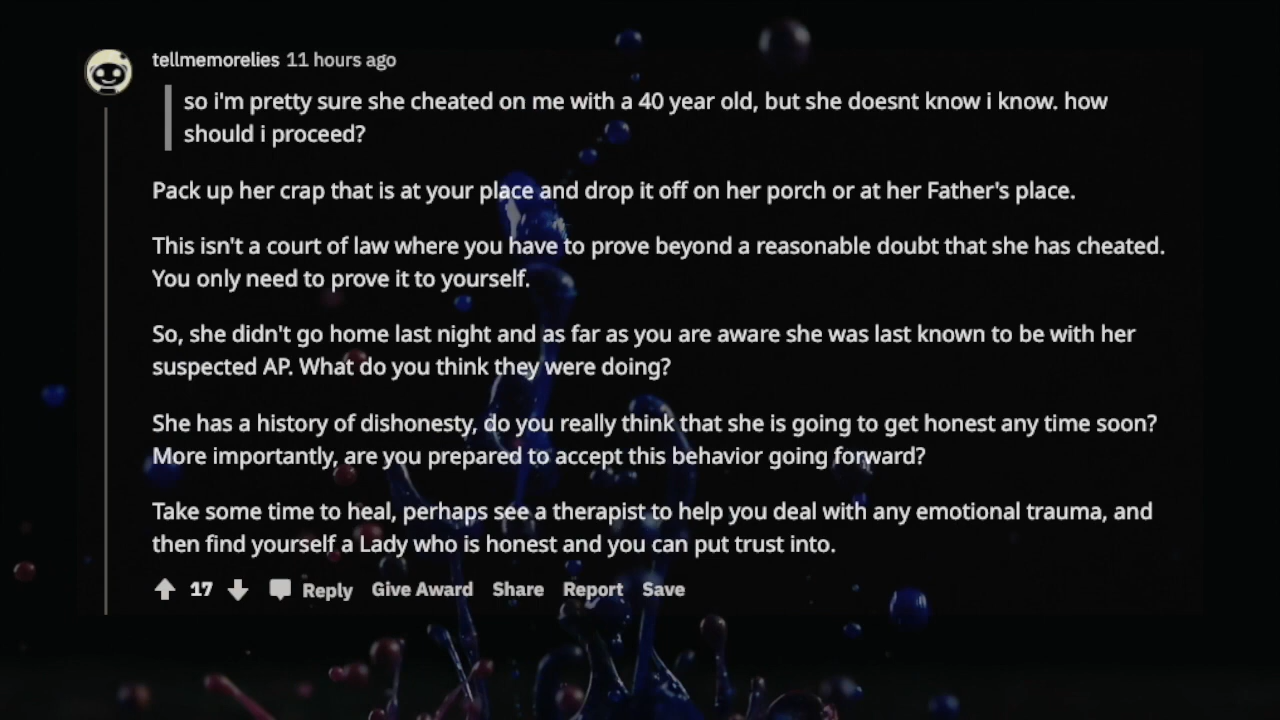 tellmemorelies 11 hours ago
so i'm pretty sure she cheated on me with a 40 year old, but she doesnt know i know. how
should i proceed?
Pack up her crap that is at your place and drop it off on her porch or at her Father's place.
This isn't a court of law where you have to prove beyond a reasonable doubt that she has cheated.
You only need to prove it to yourself.
So, she didn't go home last night and as far as you are aware she was last known to be with her
suspected AP. What do you think they were doing?
She has a history of dishonesty, do you really think that she is going to get honest any time soon?
More importantly, are you prepared to accept this behavior going forward?
Take some time to heal, perhaps see a therapist to help you deal with any emotional trauma, and
then find yourself a Lady who is honest and you can put trust into.
17 Reply Give Award Share Report Save